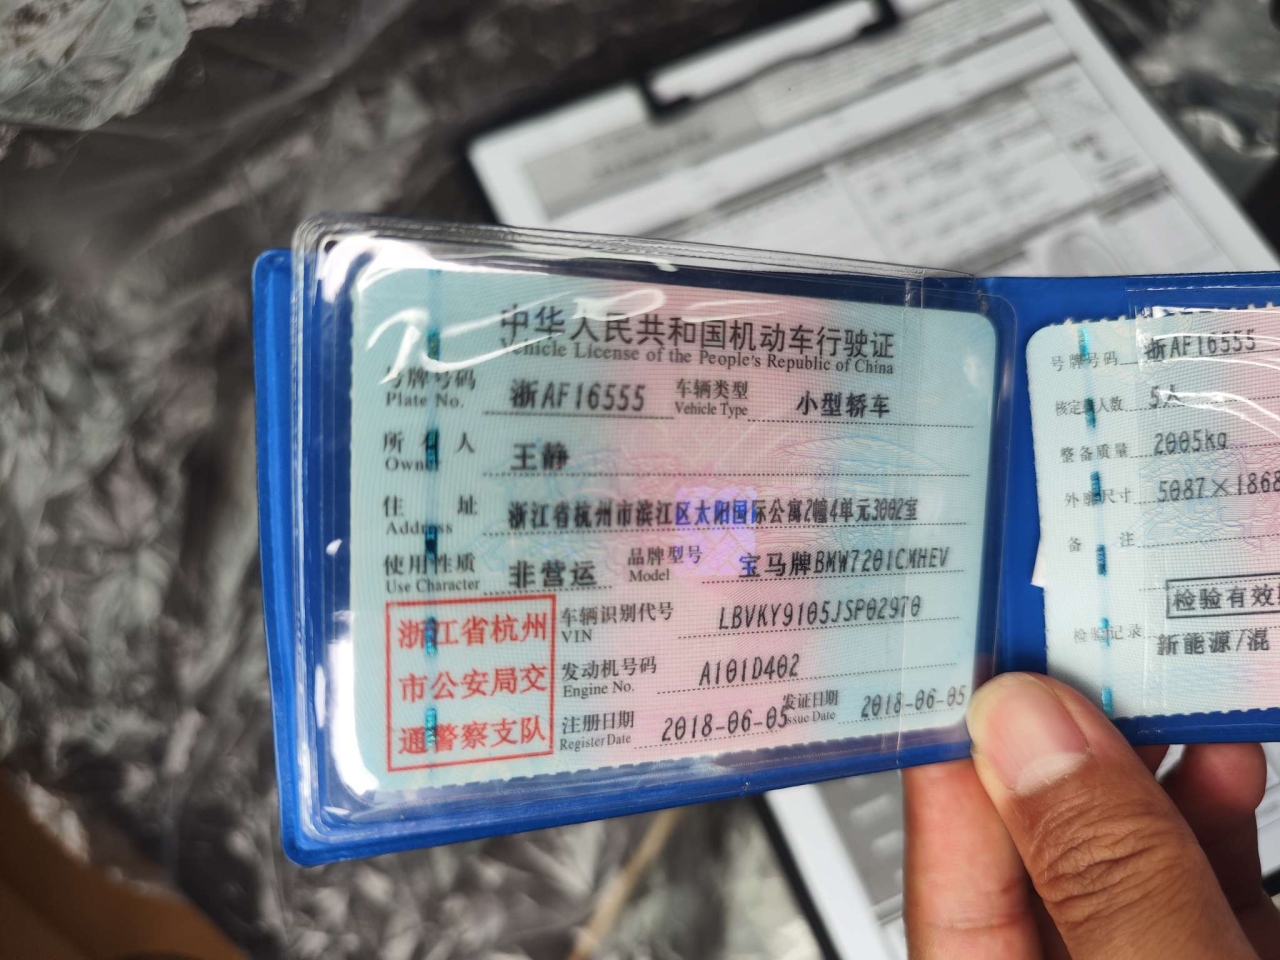 中华人民共和国机动车行驶证
Vehicle License of the People's Republic of China
号牌号码 浙AF16555 车辆类型 小型轿车
Plate No. Vehicle Type
所有人 王静
Owner
住址 浙江省杭州市滨江区太阳国际公寓2幢4单元3002室
Address
使用性质 非营运 品牌型号 宝马牌BMW7201CMHEV
Use Character Model
浙江省杭州
市公安局交
通警察支队
车辆识别代号 LBVKY9105JSP02970
VIN
发动机号码 A101D402
Engine No.
注册日期 2018-06-05 发证日期 2018-06-05
Register Date Issue Date
号牌号码 浙AF16555
核定载人数 5人
整备质量 2005kg
外廓尺寸 5087×1868
备注
检验有效
检验记录 新能源/混